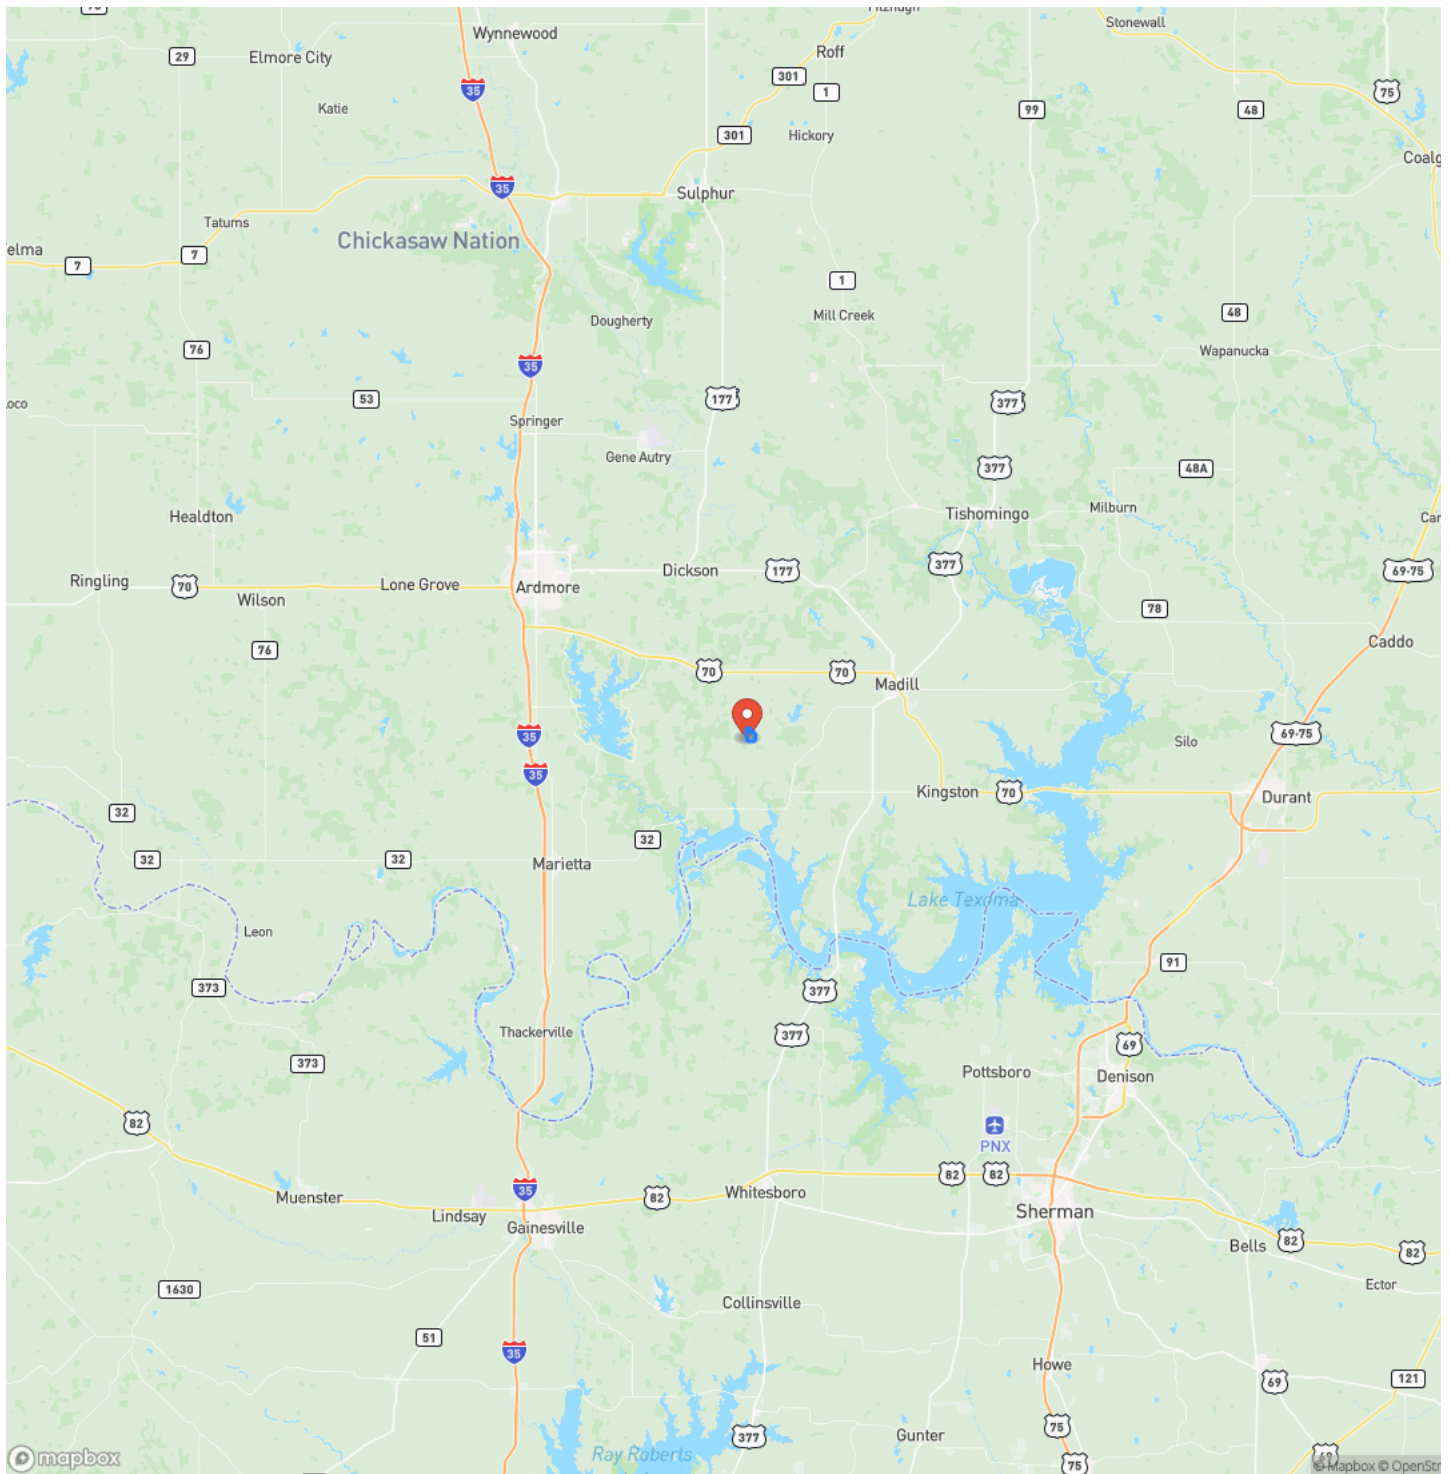 Wynnewood
Stonewall
Roff
29
Elmore City
301
75
35
1
Katie
99
48
301
Hickory
35
Sulphur
Tatums
Chickasaw Nation
7
7
1
Dougherty
Mill Creek
48
76
Wapanucka
35
53
177
377
Springer
Gene Autry
377
48A
Healdton
Tishomingo
Milburn
Dickson
177
377
69-75
Ringling
70
Lone Grove
Ardmore
Wilson
78
76
Caddo
70
70
Madill
35
69-75
Silo
35
Kingston
70
Durant
32
32
32
32
Marietta
Lake Texoma
Leon
91
373
377
Thackerville
377
69
373
Pottsboro
Denison
82
PNX
82
82
35
82
Whitesboro
Muenster
Lindsay
Gainesville
Sherman
82
Bells
82
Ector
1630
Collinsville
51
35
Howe
69
121
75
Gunter
377
Ray Roberts
mapbox
75
© Mapbox © OpenStr